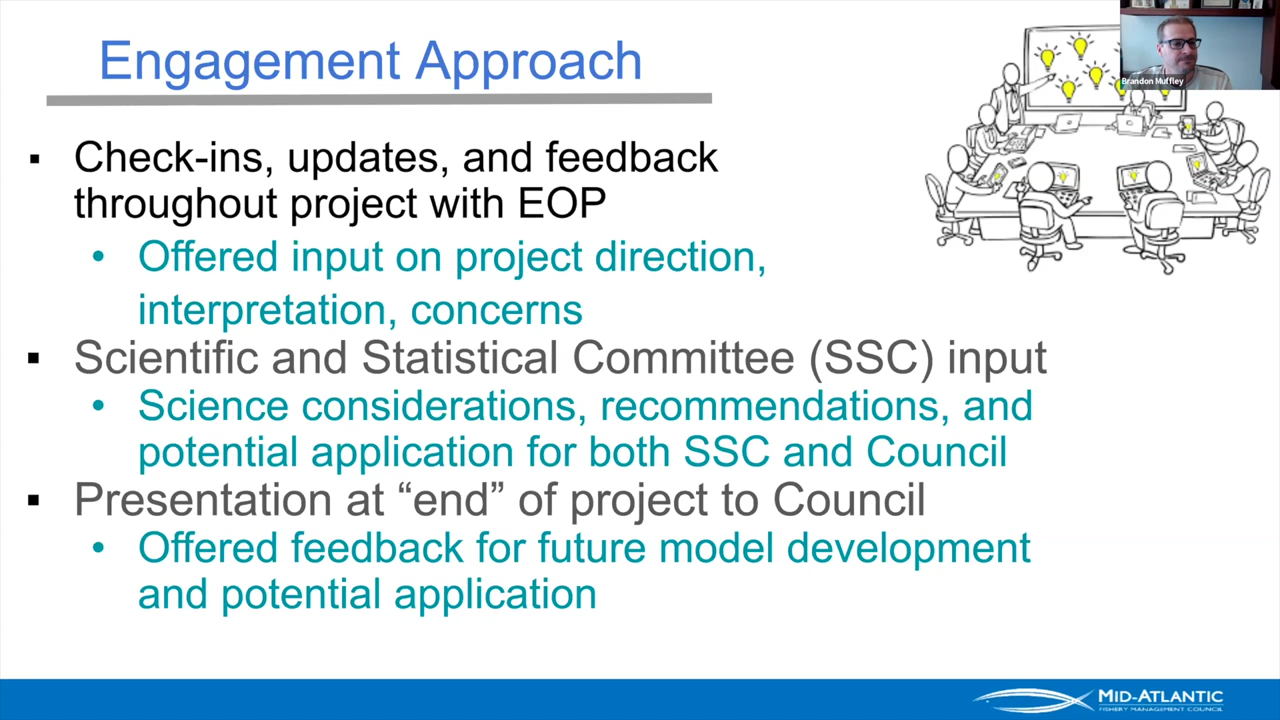 Engagement Approach
Brandon Muffley
▪ Check-ins, updates, and feedback
throughout project with EOP
• Offered input on project direction,
interpretation, concerns
▪ Scientific and Statistical Committee (SSC) input
• Science considerations, recommendations, and
potential application for both SSC and Council
▪ Presentation at “end” of project to Council
• Offered feedback for future model development
and potential application
MID-ATLANTIC
FISHERY MANAGEMENT COUNCIL